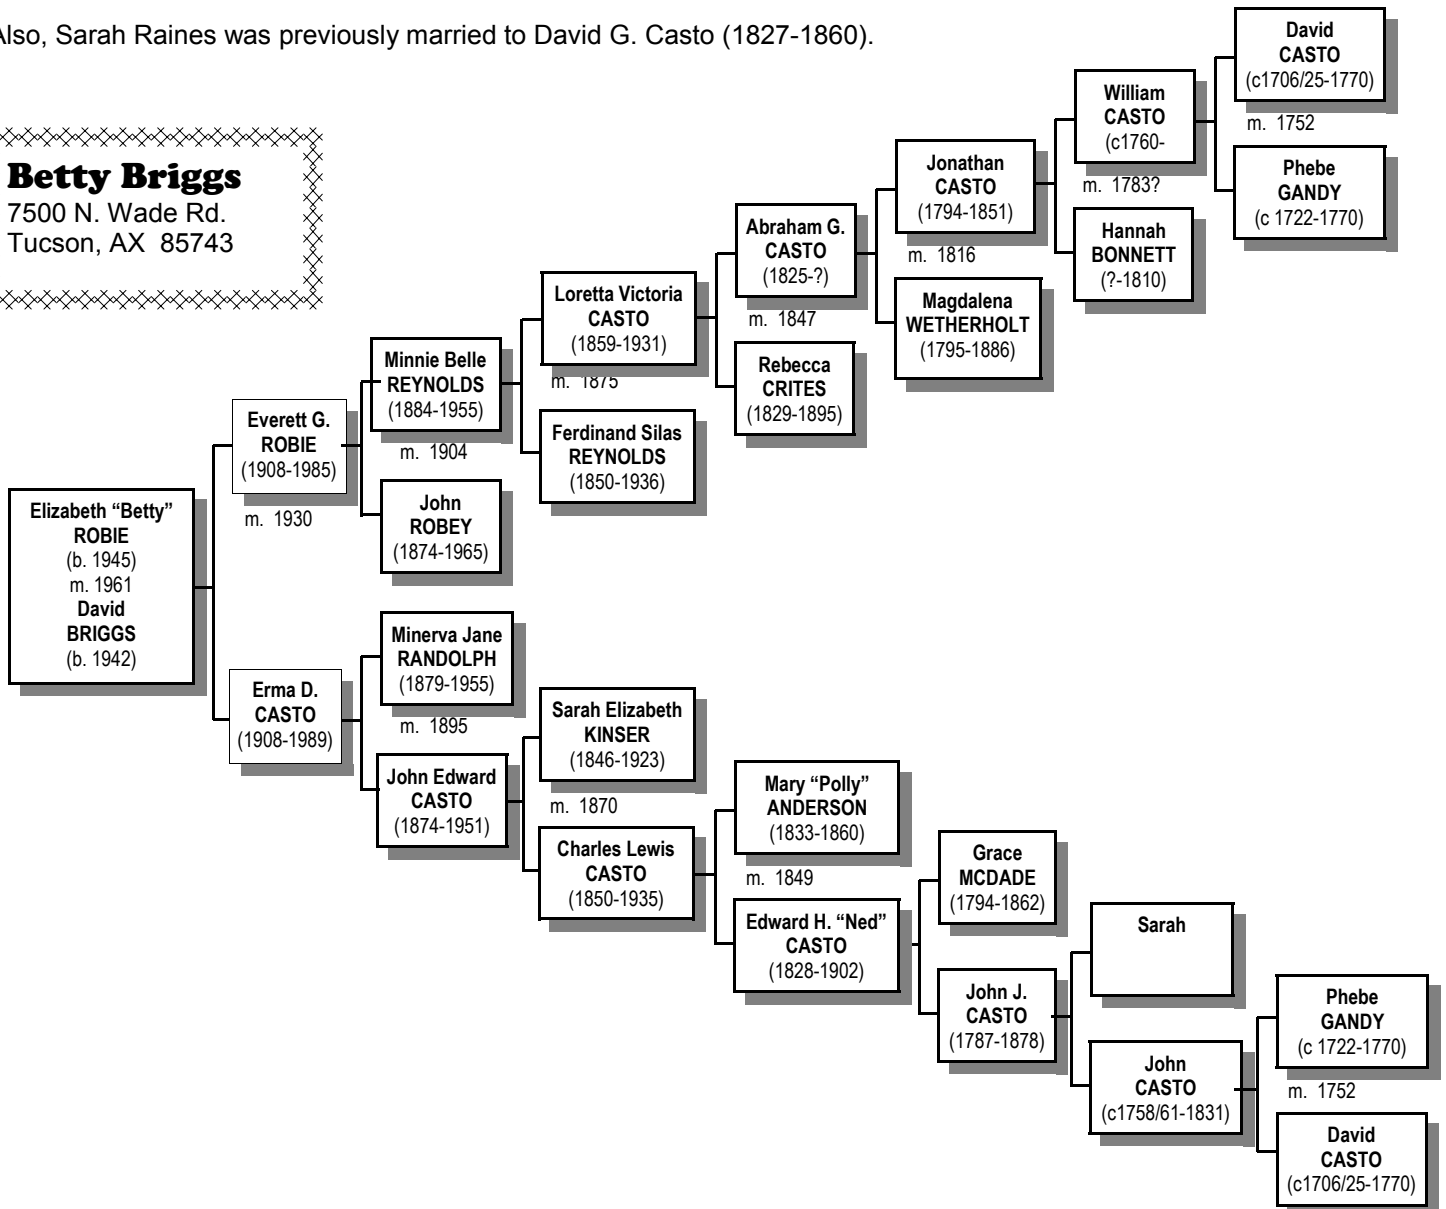 Also, Sarah Raines was previously married to David G. Casto (1827-1860).
Betty Briggs
7500 N. Wade Rd.
Tucson, AX  85743
David
CASTO
(c1706/25-1770)
m.  1752
Phebe
GANDY
(c 1722-1770)
William
CASTO
(c1760-
m.  1783?
Hannah
BONNETT
(?-1810)
Jonathan
CASTO
(1794-1851)
m.  1816
Magdalena
WETHERHOLT
(1795-1886)
Abraham G.
CASTO
(1825-?)
m.  1847
Rebecca
CRITES
(1829-1895)
Loretta Victoria
CASTO
(1859-1931)
m.  1875
Ferdinand Silas
REYNOLDS
(1850-1936)
Minnie Belle
REYNOLDS
(1884-1955)
m.  1904
John
ROBEY
(1874-1965)
Everett G.
ROBIE
(1908-1985)
m.  1930
Elizabeth “Betty”
ROBIE
(b. 1945)
m. 1961
David
BRIGGS
(b. 1942)
Erma D.
CASTO
(1908-1989)
Minerva Jane
RANDOLPH
(1879-1955)
m.  1895
John Edward
CASTO
(1874-1951)
Sarah Elizabeth
KINSER
(1846-1923)
m.  1870
Charles Lewis
CASTO
(1850-1935)
Mary “Polly”
ANDERSON
(1833-1860)
m.  1849
Edward H. “Ned”
CASTO
(1828-1902)
Grace
MCDADE
(1794-1862)
John J.
CASTO
(1787-1878)
Sarah
John
CASTO
(c1758/61-1831)
Phebe
GANDY
(c 1722-1770)
m.  1752
David
CASTO
(c1706/25-1770)